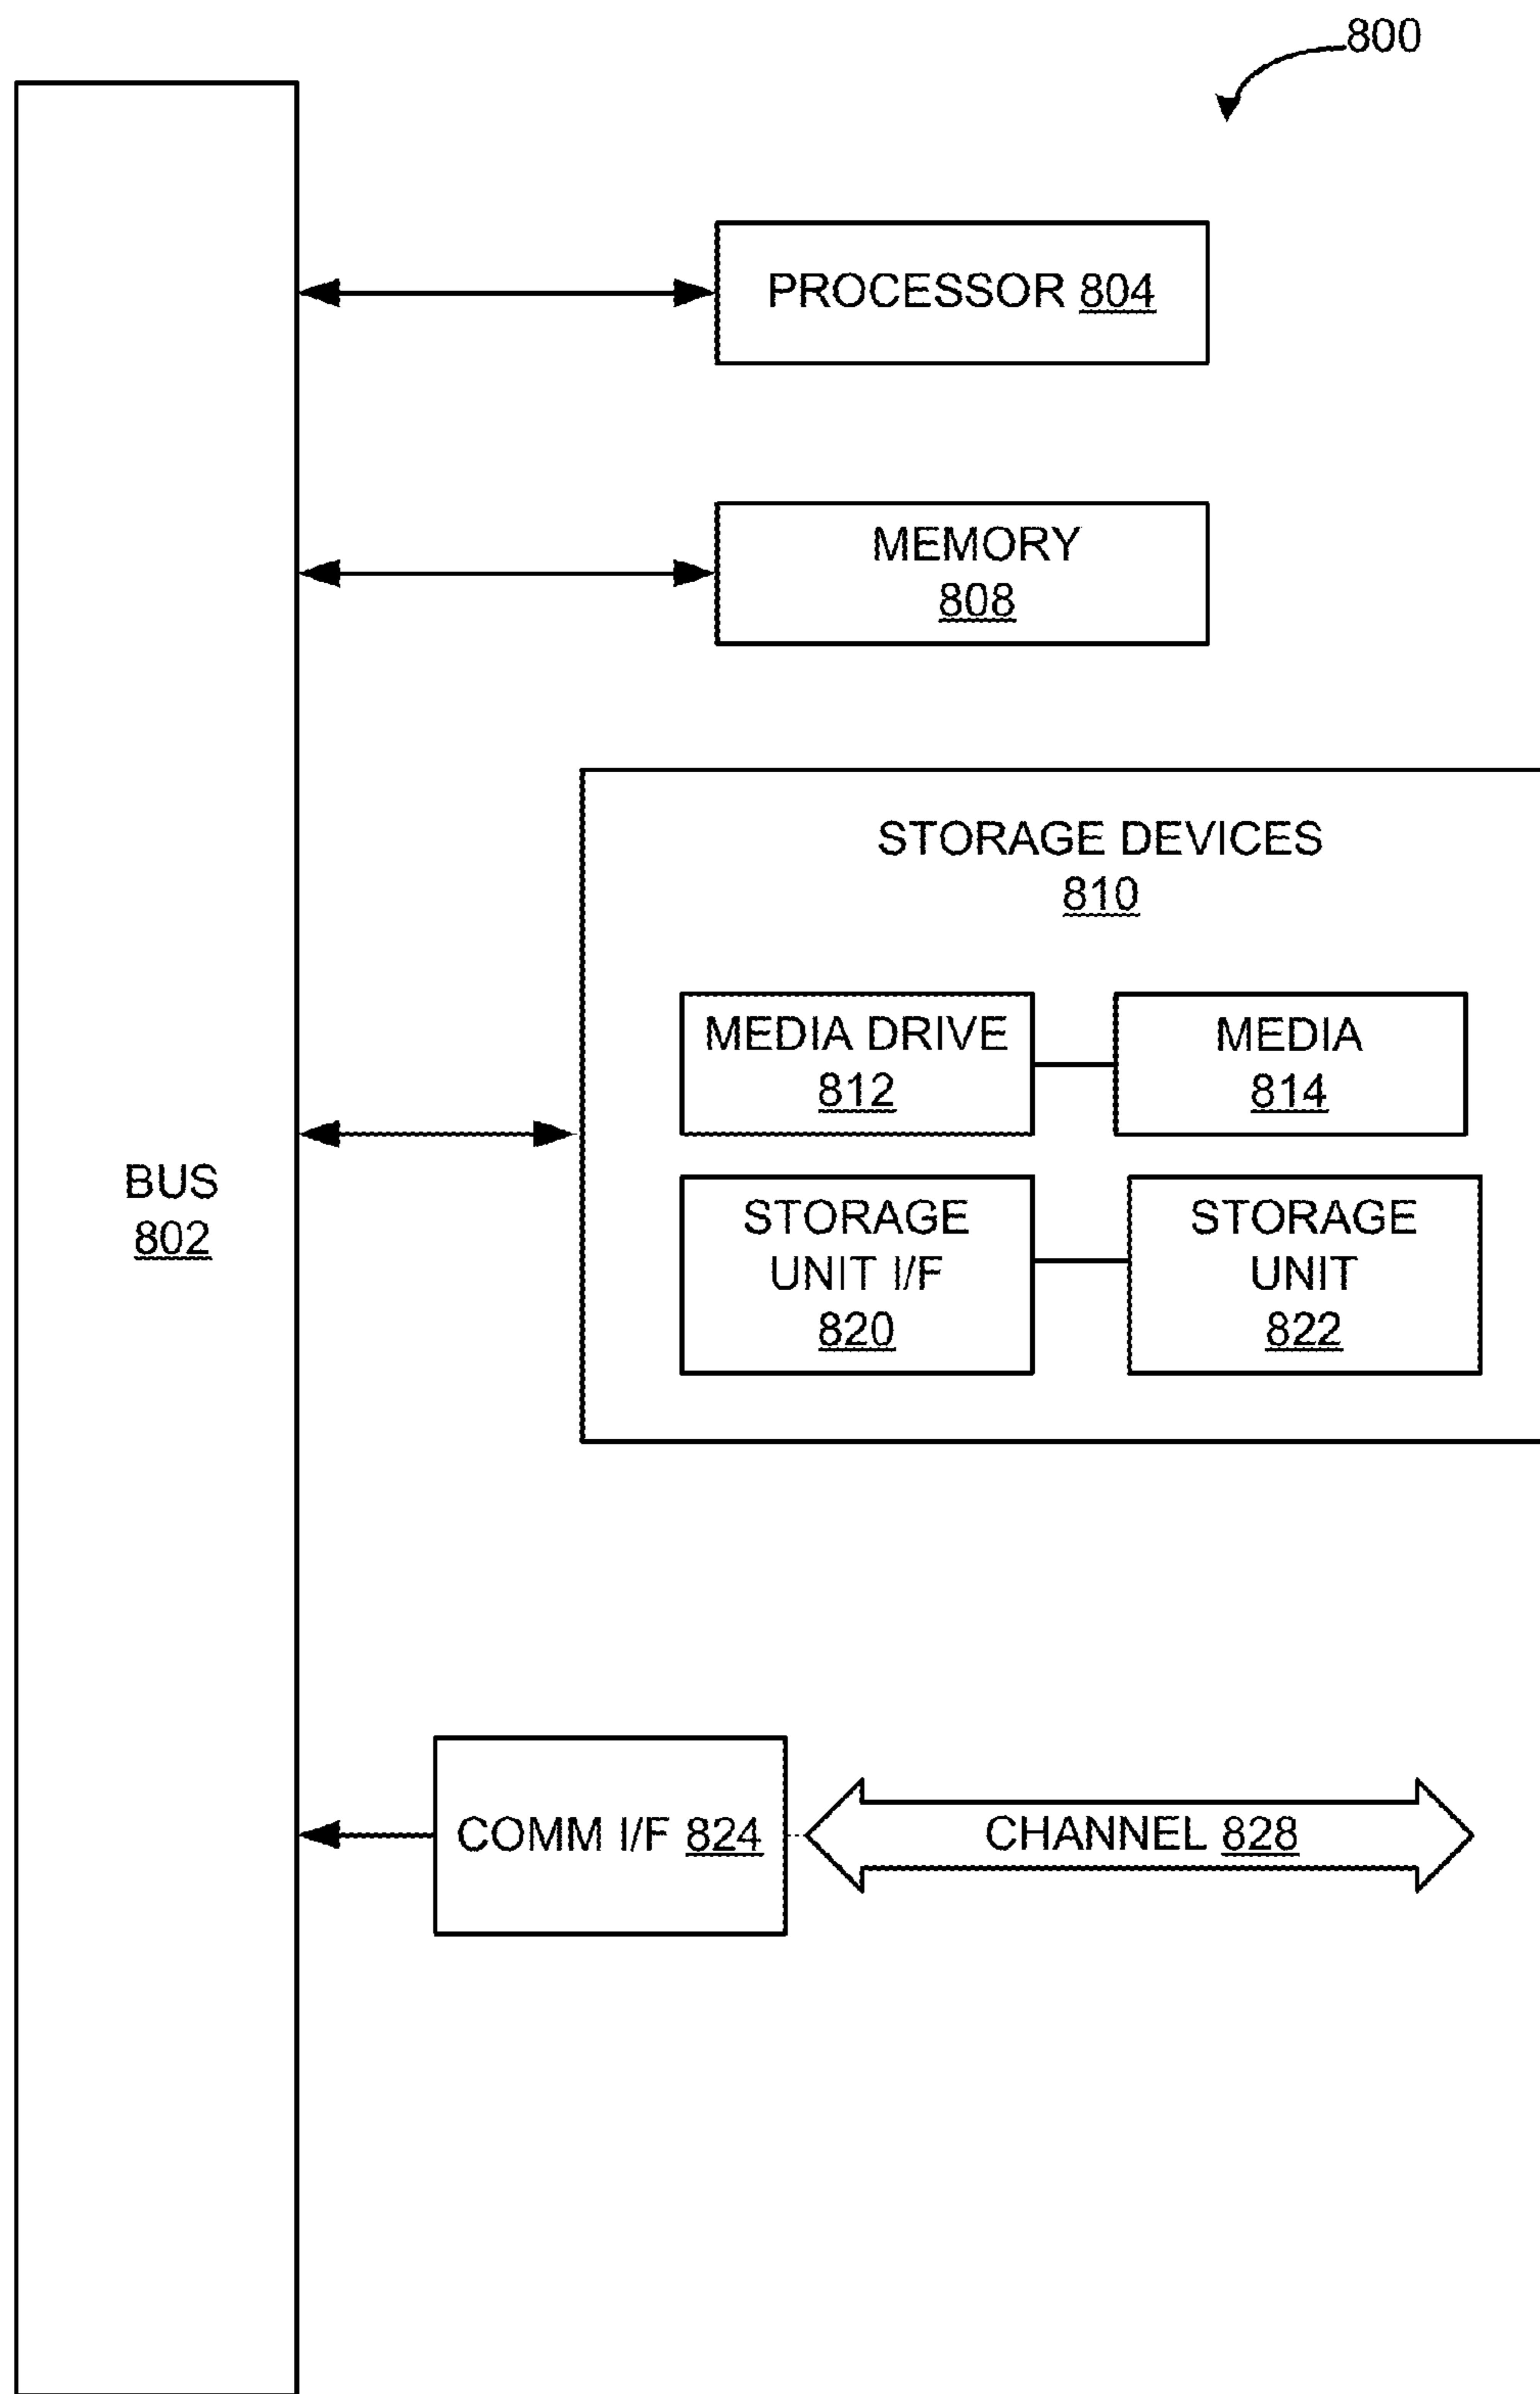 800
PROCESSOR 804
MEMORY
808
STORAGE DEVICES
810
MEDIA DRIVE
812
MEDIA
814
BUS
802
STORAGE
UNIT I/F
820
STORAGE
UNIT
822
COMM I/F 824
CHANNEL 828